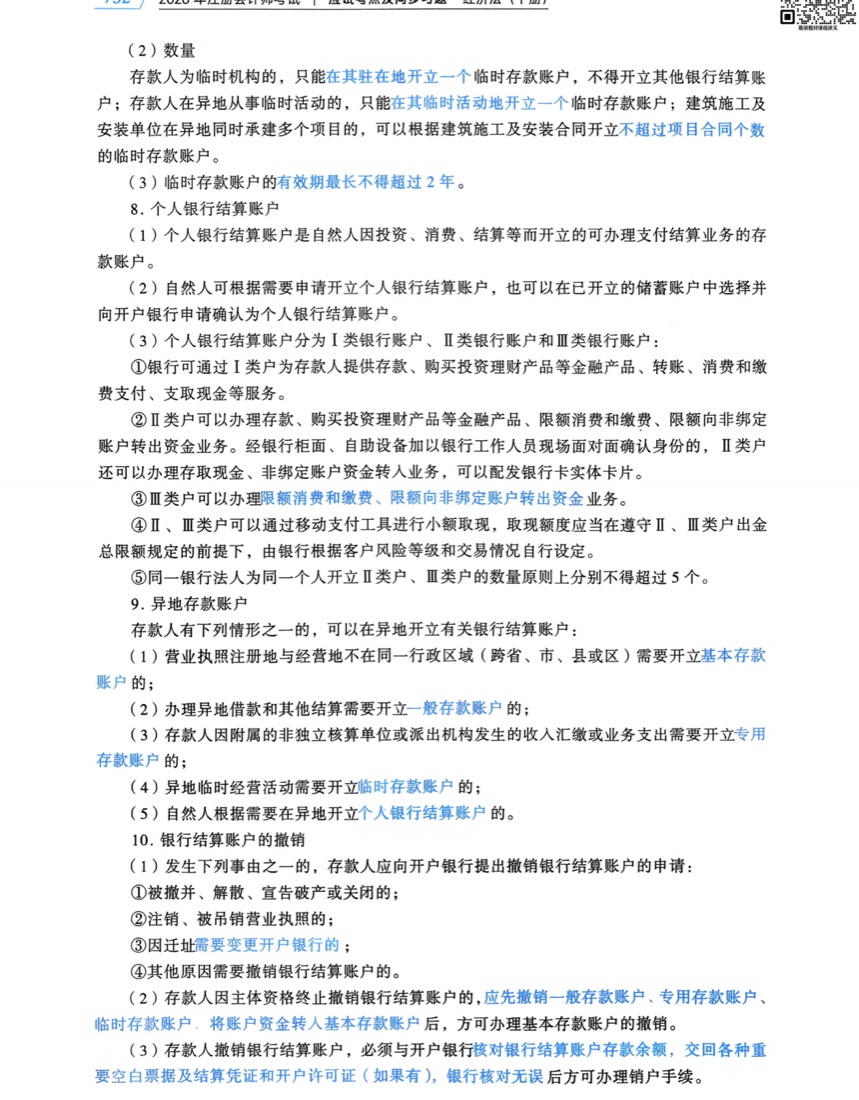 732 2026年注册会计师考试 | 应试考点及同步习题 · 经济法(下册)
(2)数量
存款人为临时机构的，只能在其驻在地开立一个临时存款账户，不得开立其他银行结算账
户；存款人在异地从事临时活动的，只能在其临时活动地开立一个临时存款账户；建筑施工及
安装单位在异地同时承建多个项目的，可以根据建筑施工及安装合同开立不超过项目合同个数
的临时存款账户。
(3)临时存款账户的有效期最长不得超过2年。
8. 个人银行结算账户
(1)个人银行结算账户是自然人因投资、消费、结算等而开立的可办理支付结算业务的存
款账户。
(2)自然人可根据需要申请开立个人银行结算账户，也可以在已开立的储蓄账户中选择并
向开户银行申请确认为个人银行结算账户。
(3)个人银行结算账户分为Ⅰ类银行账户、Ⅱ类银行账户和Ⅲ类银行账户：
①银行可通过Ⅰ类户为存款人提供存款、购买投资理财产品等金融产品、转账、消费和缴
费支付、支取现金等服务。
②Ⅱ类户可以办理存款、购买投资理财产品等金融产品、限额消费和缴费、限额向非绑定
账户转出资金业务。经银行柜面、自助设备加以银行工作人员现场面对面确认身份的，Ⅱ类户
还可以办理存取现金、非绑定账户资金转入业务，可以配发银行卡实体卡片。
③Ⅲ类户可以办理限额消费和缴费、限额向非绑定账户转出资金业务。
④Ⅱ、Ⅲ类户可以通过移动支付工具进行小额取现，取现额度应当在遵守Ⅱ、Ⅲ类户出金
总限额规定的前提下，由银行根据客户风险等级和交易情况自行设定。
⑤同一银行法人为同一个人开立Ⅱ类户、Ⅲ类户的数量原则上分别不得超过5个。
9. 异地存款账户
存款人有下列情形之一的，可以在异地开立有关银行结算账户：
(1)营业执照注册地与经营地不在同一行政区域(跨省、市、县或区)需要开立基本存款
账户的；
(2)办理异地借款和其他结算需要开立一般存款账户的；
(3)存款人因附属的非独立核算单位或派出机构发生的收入汇缴或业务支出需要开立专用
存款账户的；
(4)异地临时经营活动需要开立临时存款账户的；
(5)自然人根据需要在异地开立个人银行结算账户的。
10. 银行结算账户的撤销
(1)发生下列事由之一的，存款人应向开户银行提出撤销银行结算账户的申请：
①被撤并、解散、宣告破产或关闭的；
②注销、被吊销营业执照的；
③因迁址需要变更开户银行的；
④其他原因需要撤销银行结算账户的。
(2)存款人因主体资格终止撤销银行结算账户的，应先撤销一般存款账户、专用存款账户、
临时存款账户．将账户资金转入基本存款账户后，方可办理基本存款账户的撤销。
(3)存款人撤销银行结算账户，必须与开户银行核对银行结算账户存款余额，交回各种重
要空白票据及结算凭证和开户许可证(如果有)，银行核对无误后方可办理销户手续。